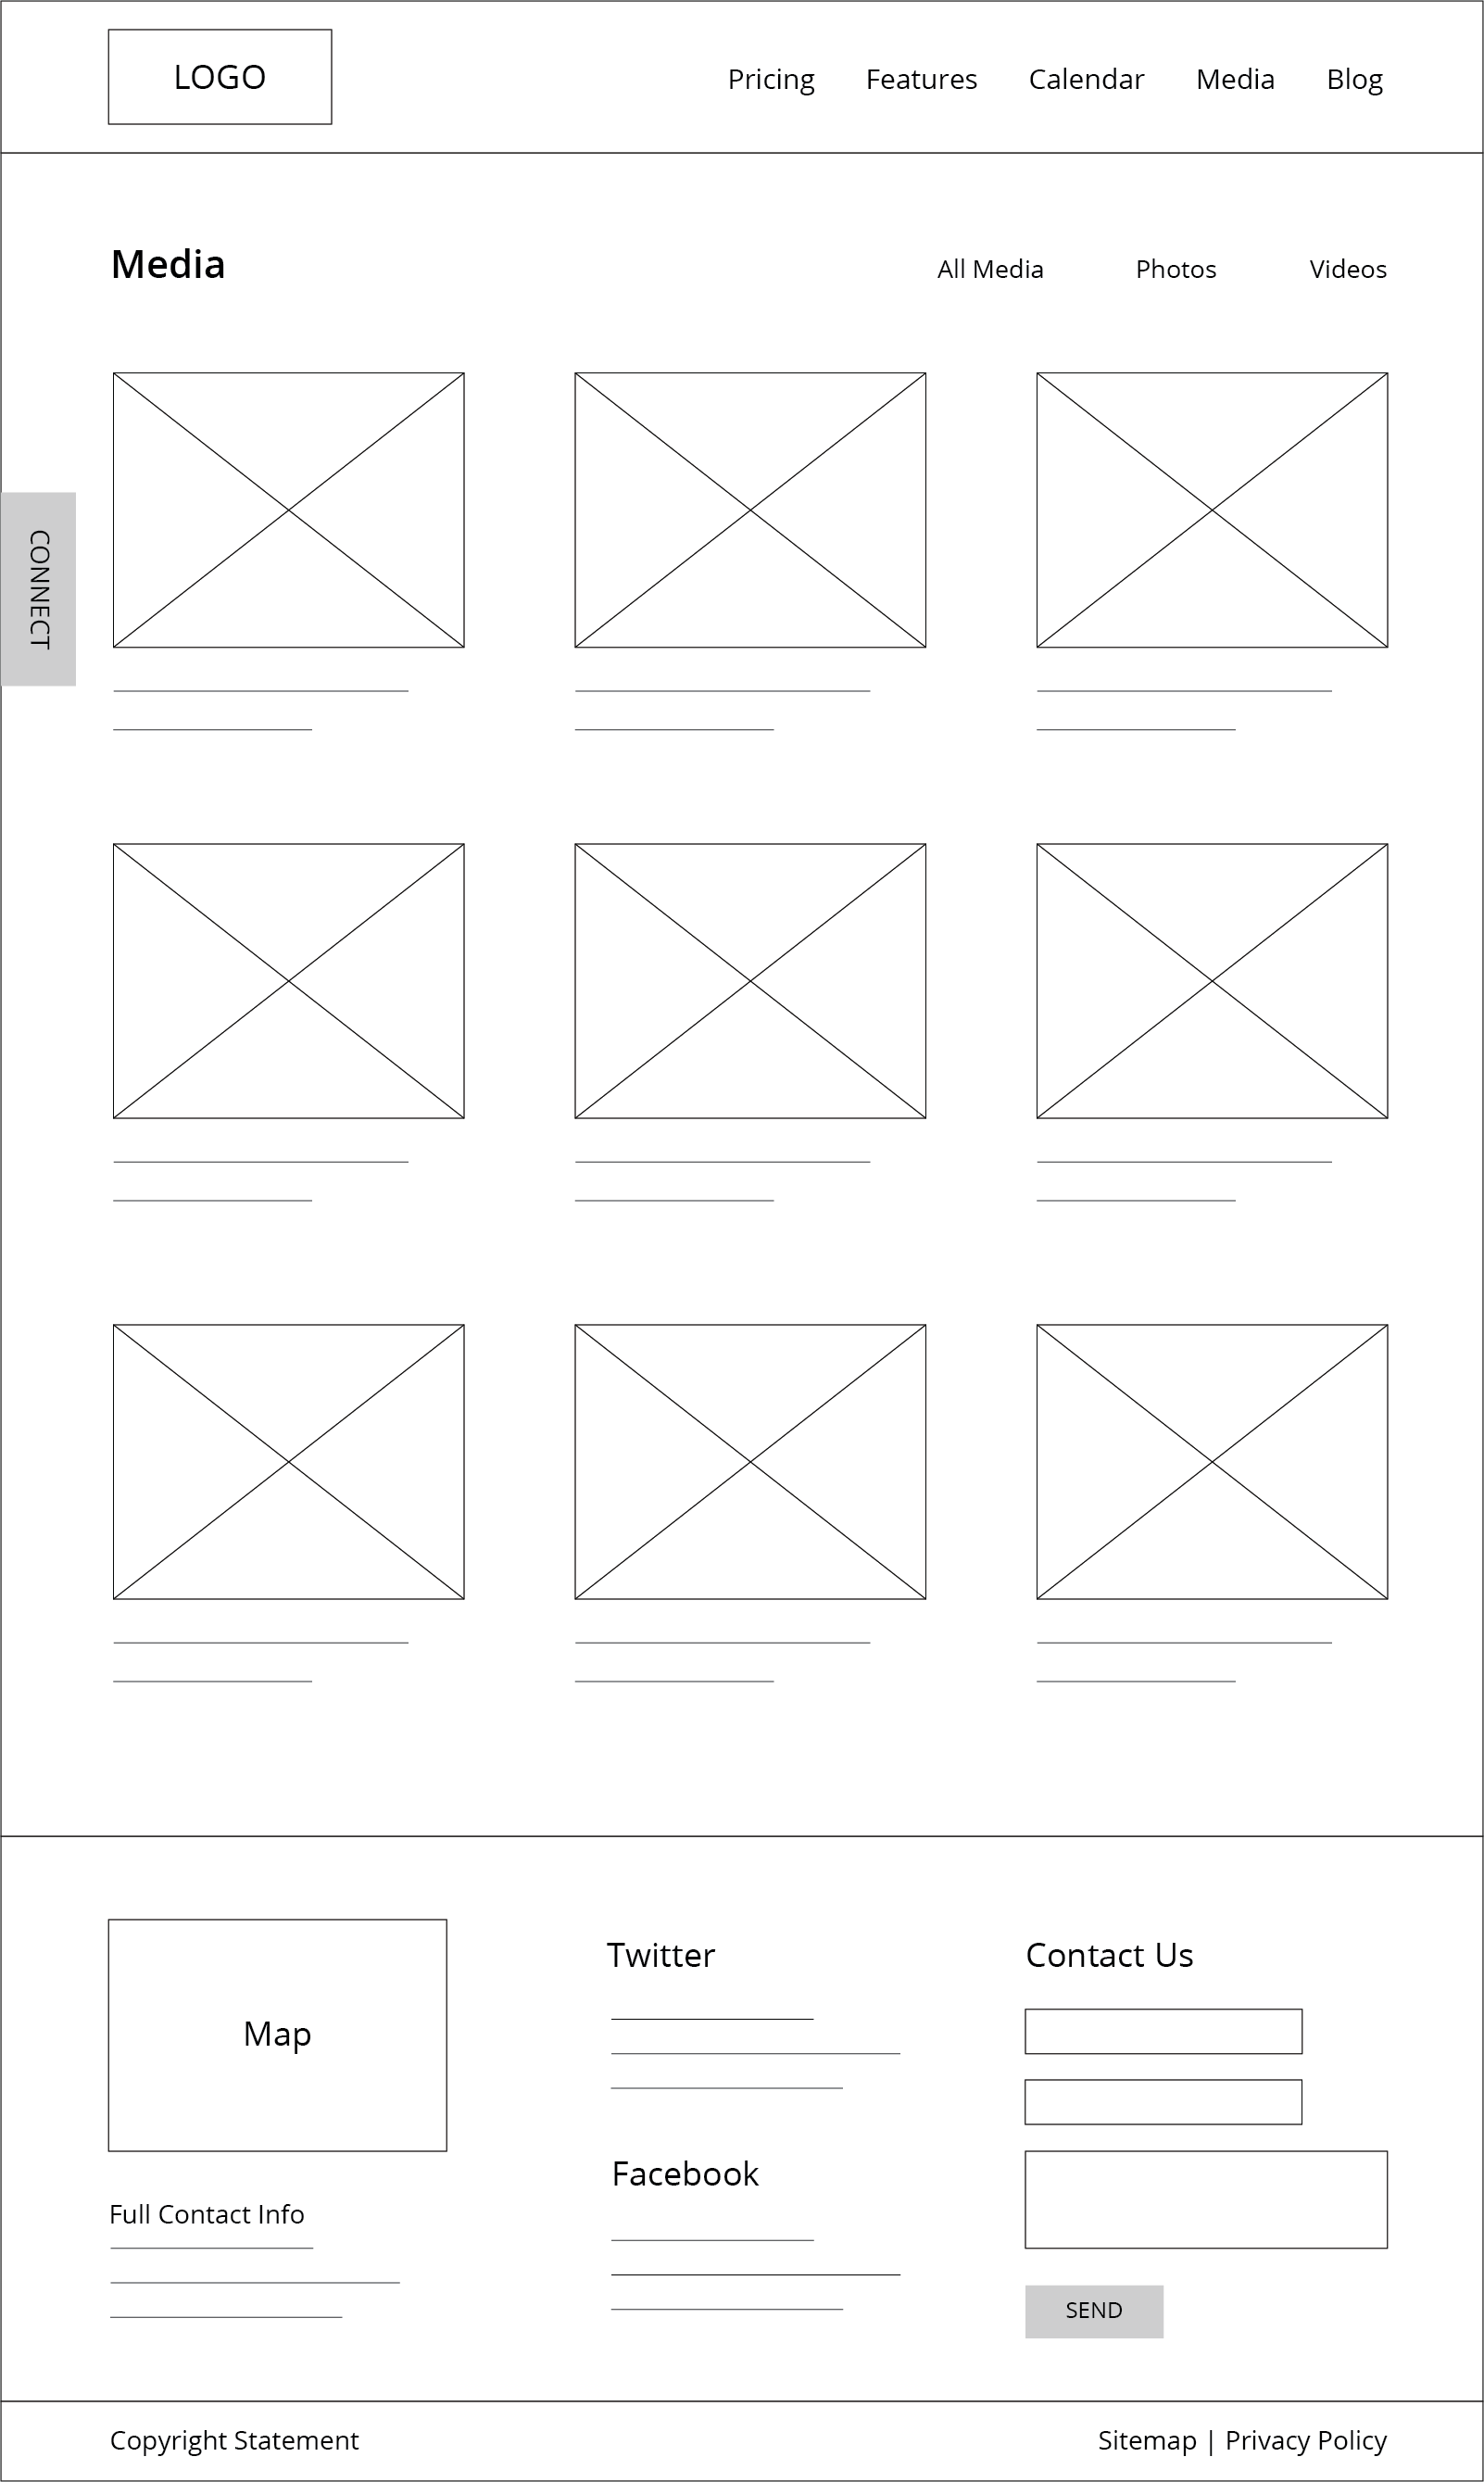 LOGO
Pricing Features Calendar Media Blog
Media
All Media Photos Videos
CONNECT
Map
Full Contact Info
Twitter
Facebook
Contact Us
SEND
Copyright Statement
Sitemap | Privacy Policy